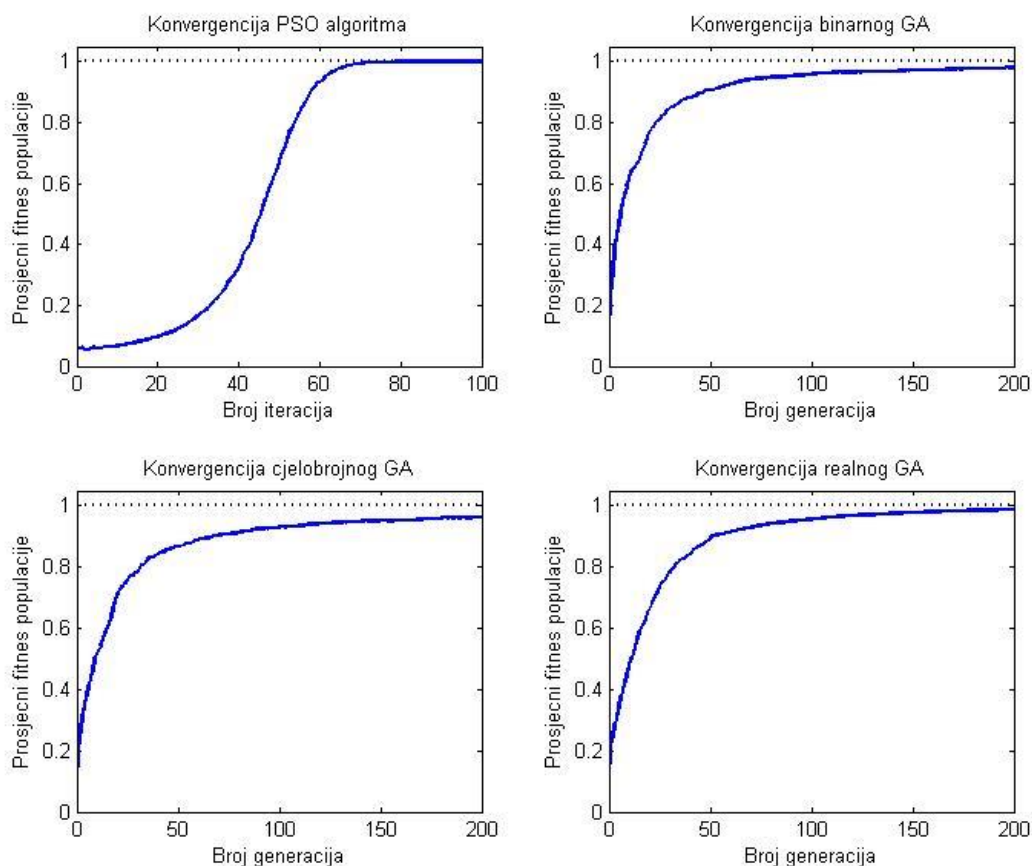 Konvergencija PSO algoritma
Prosjecni fitnes populacije
1
0.8
0.6
0.4
0.2
0
0 20 40 60 80 100
Broj iteracija
Konvergencija binarnog GA
Prosjecni fitnes populacije
1
0.8
0.6
0.4
0.2
0
0 50 100 150 200
Broj generacija
Konvergencija cjelobrojnog GA
Prosjecni fitnes populacije
1
0.8
0.6
0.4
0.2
0
0 50 100 150 200
Broj generacija
Konvergencija realnog GA
Prosjecni fitnes populacije
1
0.8
0.6
0.4
0.2
0
0 50 100 150 200
Broj generacija